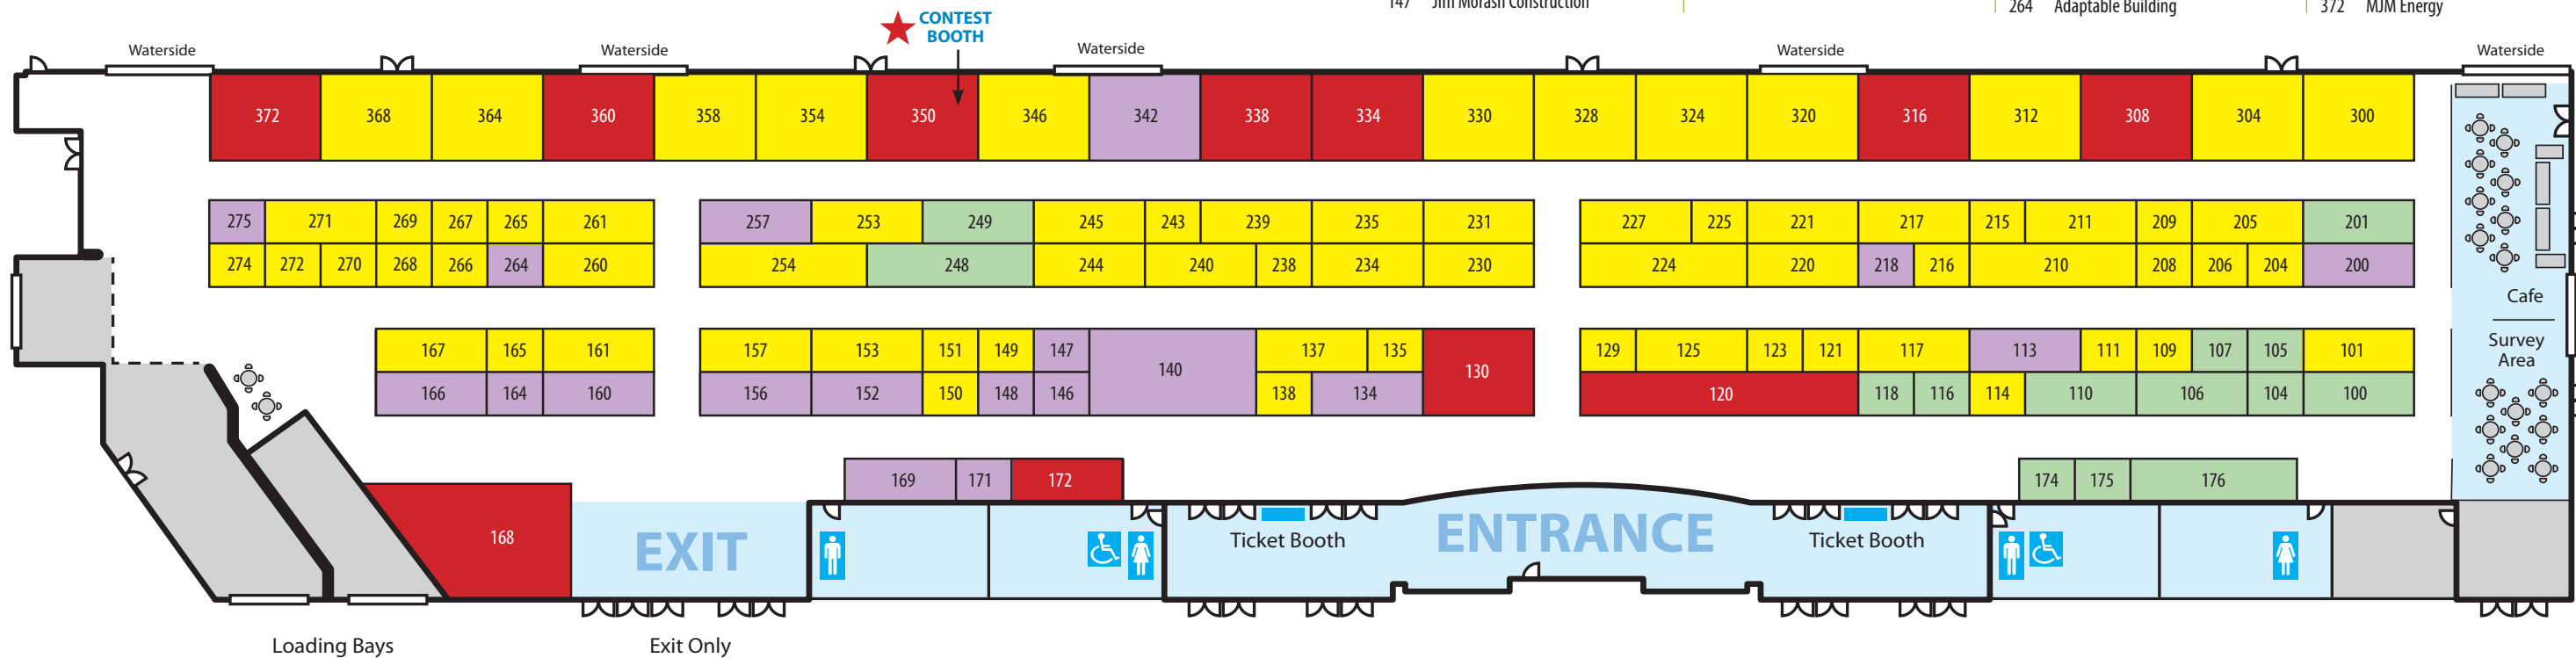 147 Jim Morash Construction
264 Adaptable Building
372 MJM Energy
CONTEST
BOOTH
Waterside
Waterside
Waterside
Waterside
Waterside
372 368 364 360 358 354 350 346 342 338 334 330 328 324 320 316 312 308 304 300
275 271 269 267 265 261 257 253 249 245 243 239 235 231 227 225 221 217 215 211 209 205 201
274 272 270 268 266 264 260 254 248 244 240 238 234 230 224 220 218 216 210 208 206 204 200
Cafe
Survey
Area
167 165 161 157 153 151 149 147 140 137 135 130 129 125 123 121 117 113 111 109 107 105 101
166 164 160 156 152 150 148 146 138 134 120 118 116 114 110 106 104 100
169 171 172 174 175 176
168
EXIT
Ticket Booth
ENTRANCE
Ticket Booth
Loading Bays
Exit Only